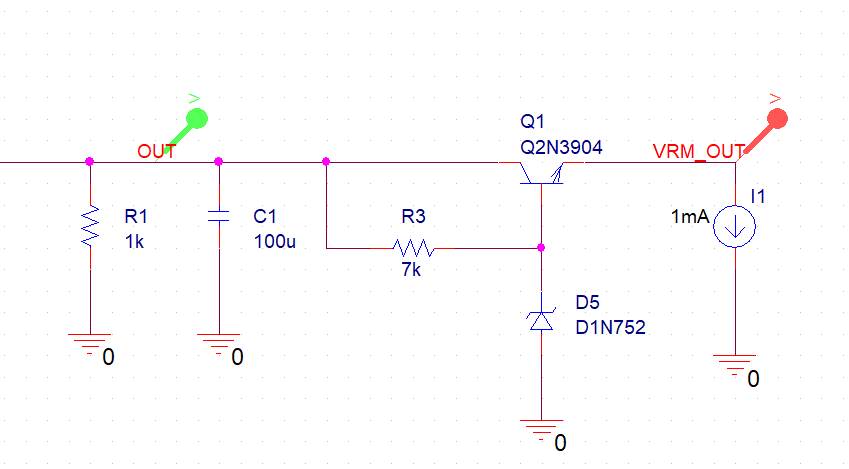 V
V
Q1
Q2N3904
OUT
VRM_OUT
I1
R1
1k
C1
100u
R3
7k
1mA
D5
D1N752
0
0
0
0